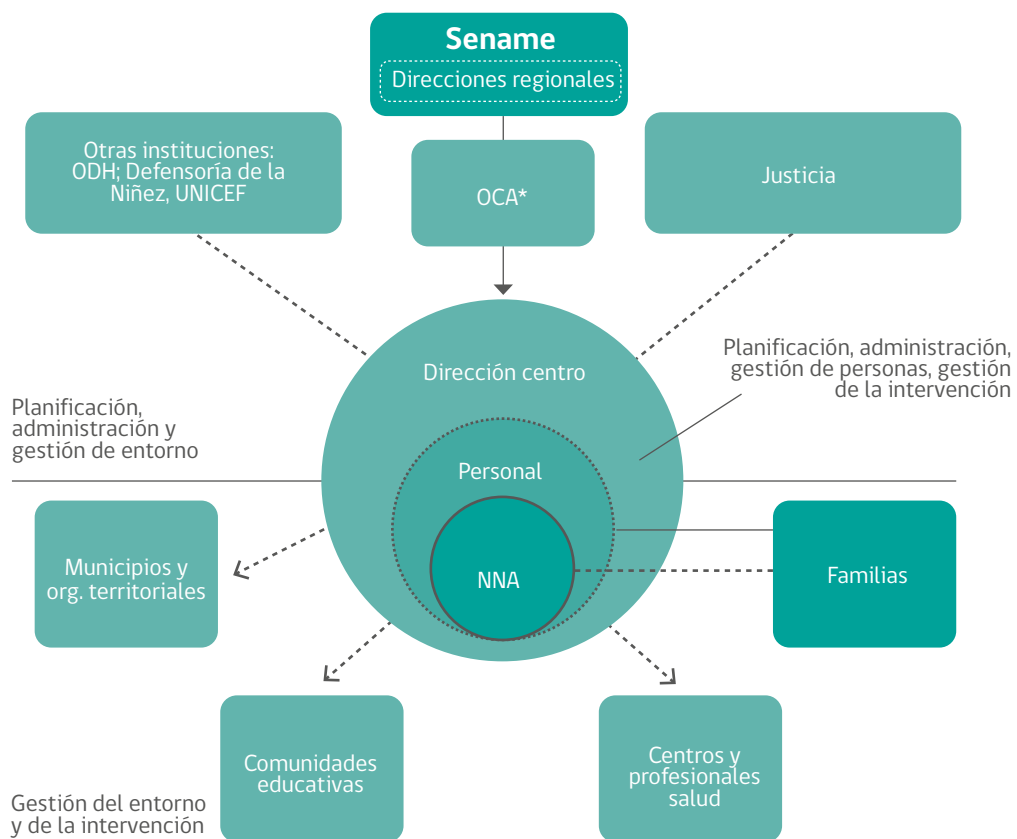 Sename
Direcciones regionales
Otras instituciones:
ODH; Defensoría de la
Niñez, UNICEF
OCA*
Justicia
Dirección centro
Planificación, administración,
gestión de personas, gestión
de la intervención
Planificación,
administración y
gestión de entorno
Personal
NNA
Municipios y
org. territoriales
Familias
Comunidades
educativas
Centros y
profesionales
salud
Gestión del entorno
y de la intervención